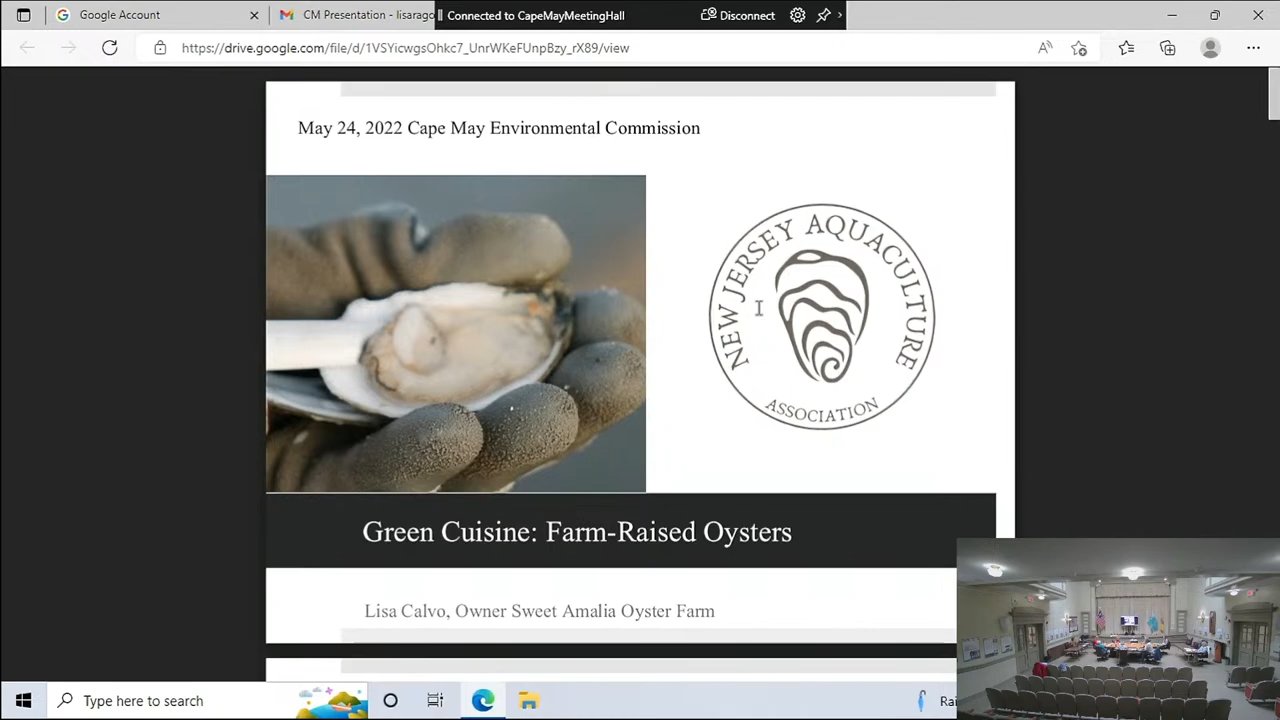 Google Account
CM Presentation - lisarago
Connected to CapeMayMeetingHall
Disconnect
https://drive.google.com/file/d/1VSYicwgsOhkc7_UnrWKeFUnpBzy_rX89/view
May 24, 2022 Cape May Environmental Commission
NEW JERSEY AQUACULTURE
ASSOCIATION
Green Cuisine: Farm-Raised Oysters
Lisa Calvo, Owner Sweet Amalia Oyster Farm
Type here to search
Rai